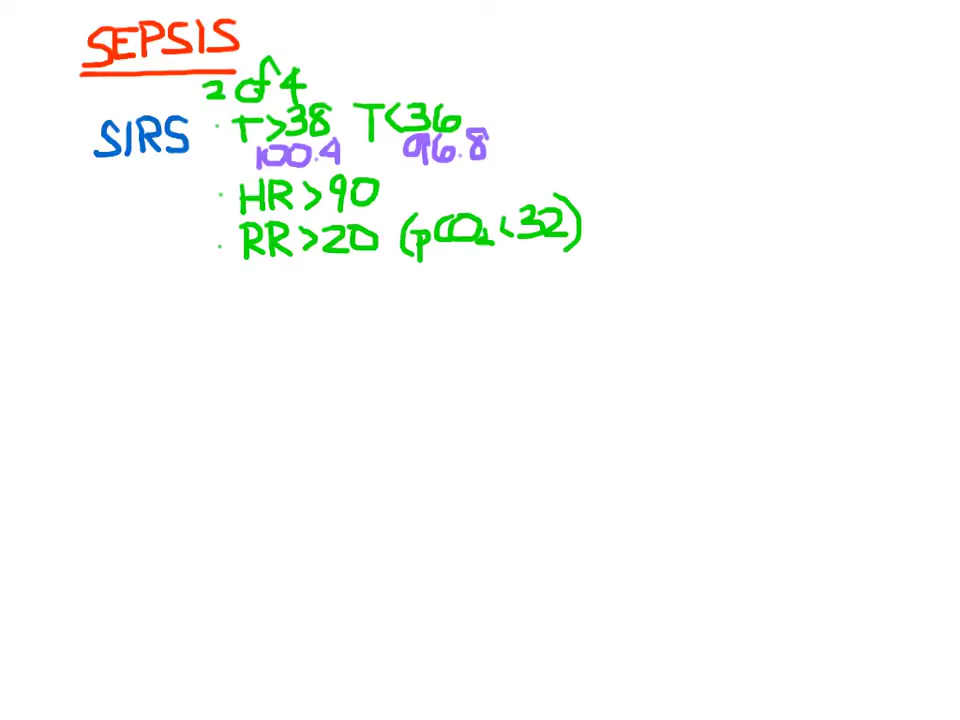 SEPSIS
2 of 4
SIRS · T>38 T<36
100.4 96.8
· HR>90
· RR>20 (pCO₂<32)